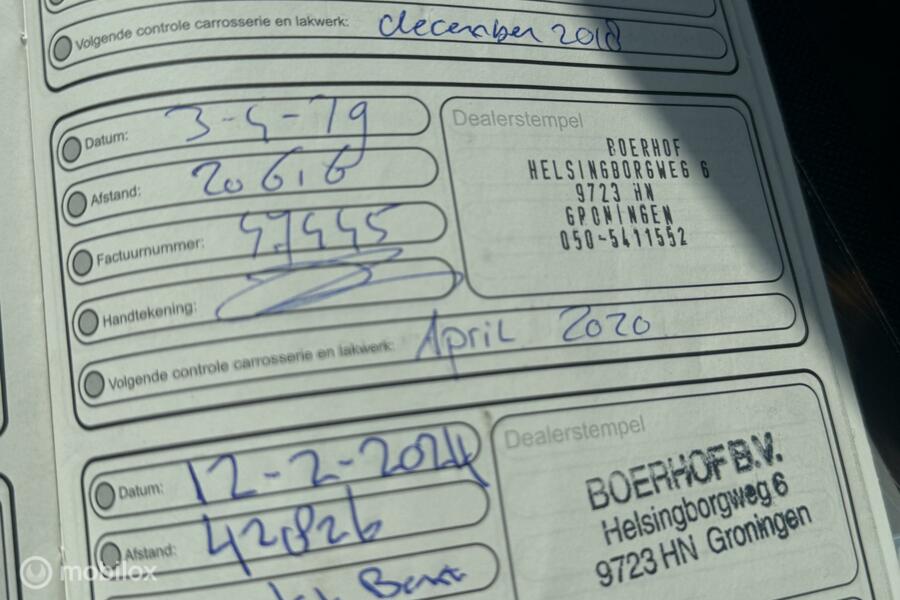 Volgende controle carrosserie en lakwerk: december 2018
Datum: 3-4-19
Afstand: 20616
Factuurnummer:
Handtekening:
Volgende controle carrosserie en lakwerk: April 2020
Dealerstempel
BOERHOF
HELSINGBORGWEG 6
9723 HN
GRONINGEN
050-5411552
Datum: 12-2-2024
Afstand: 42826
Dealerstempel
BOERHOF B.V.
Helsingborgweg 6
9723 HN Groningen
mobilox